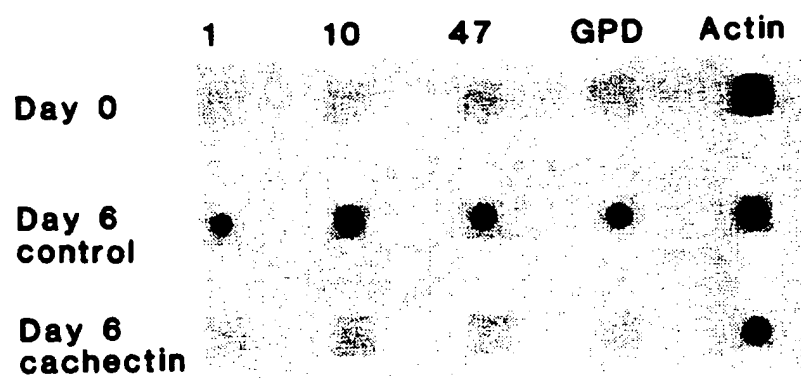 1 10 47 GPD Actin
Day 0
Day 6
control
Day 6
cachectin